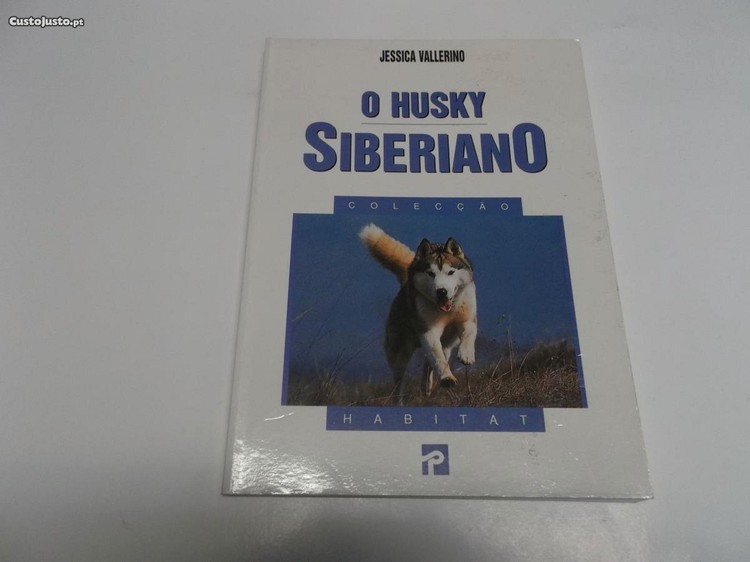 CustoJusto.pt
JESSICA VALLERINO
O HUSKY
SIBERIANO
COLECÇÃO
HABITAT
P